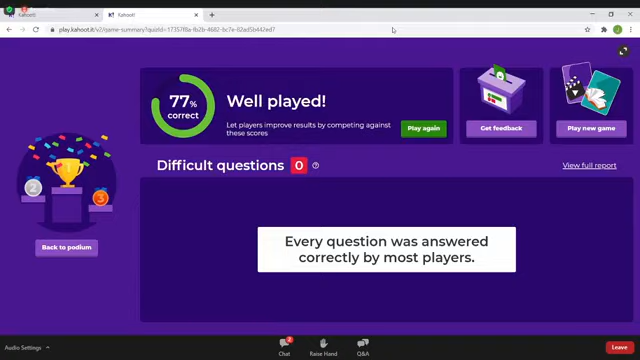 Kahoot!
Kahoot!
play.kahoot.it/v2/game-summary?quizId=17357f8a-fb2b-4682-bc7e-82ad5b442ed7
77%
correct
Well played!
Let players improve results by competing against
these scores
Play again
Get feedback
Play new game
1
2
3
Back to podium
Difficult questions 0
View full report
Every question was answered
correctly by most players.
Audio Settings
Chat
Raise Hand
Q&A
Leave